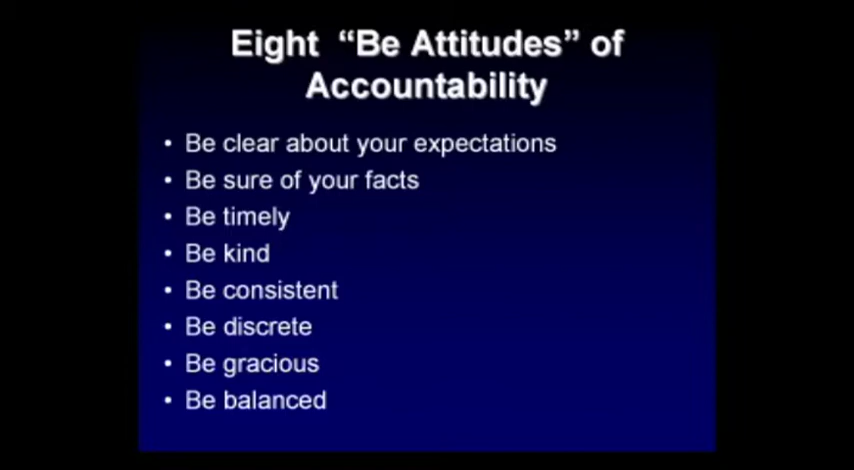 Eight “Be Attitudes” of
Accountability
• Be clear about your expectations
• Be sure of your facts
• Be timely
• Be kind
• Be consistent
• Be discrete
• Be gracious
• Be balanced